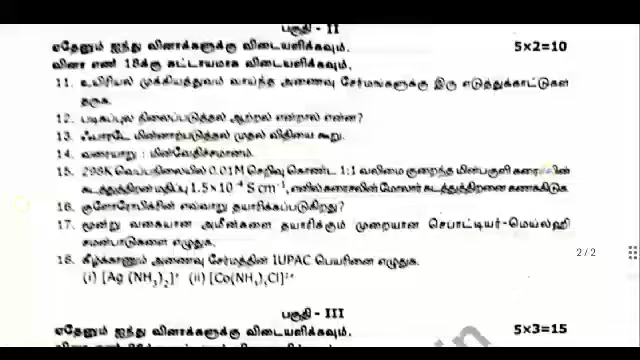 பகுதி - II
ஏதேனும் ஐந்து வினாக்களுக்கு விடையளிக்கவும். 5×2=10
வினா எண் 18க்கு கட்டாயமாக விடையளிக்கவும்.
11. உயிரியல் முக்கியத்துவம் வாய்ந்த அணைவு சேர்மங்களுக்கு இரு எடுத்துக்காட்டுகள்
தருக.
12. படிகப்புல நிலைப்படுத்தல் ஆற்றல் என்றால் என்ன?
13. ஃபாரடே மின்னாற்பகுத்தல் முதல் விதியை கூறு.
14. வரையறு : மின்வேதிச்சமானம்.
15. 298K வெப்பநிலையில் 0.01M செறிவு கொண்ட 1:1 வலிமை குறைந்த மின்பகுளி கரைசலின்
கடத்துத்திறன் மதிப்பு 1.5×10⁻⁴ S cm⁻¹, எனில் கரைசலின் மோலார் கடத்துத்திறனை கணக்கிடுக.
16. குளோரோபிக்ரின் எவ்வாறு தயாரிக்கப்படுகிறது?
17. மூன்று வகையான அமீன்களை தயாரிக்கும் முறையான செபாட்டியர்-மெய்ல்ஹி
சமன்பாடுகளை எழுதுக.
18. கீழ்க்காணும் அணைவு சேர்மத்தின் IUPAC பெயரினை எழுதுக.
(i) [Ag (NH₃)₂]⁺ (ii) [Co(NH₃)₅Cl]²⁺
2 / 2
பகுதி - III
ஏதேனும் ஐந்து வினாக்களுக்கு விடையளிக்கவும். 5×3=15